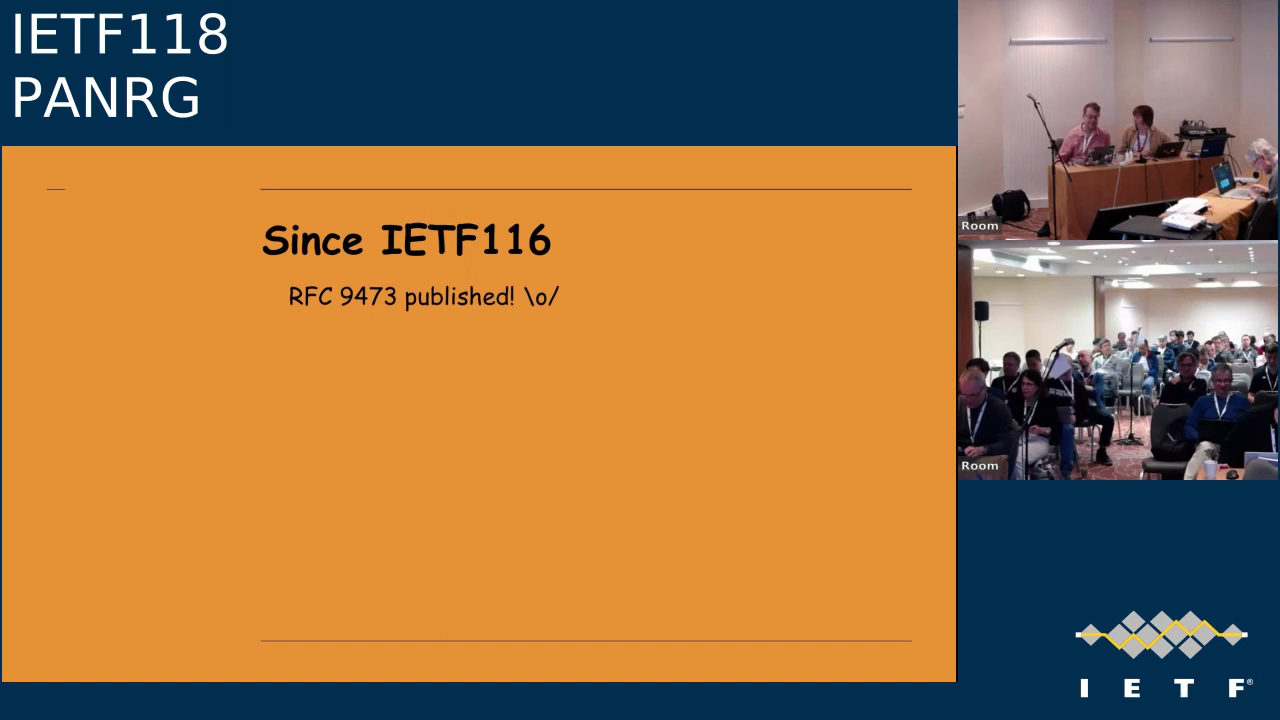 IETF118
PANRG
Since IETF116
RFC 9473 published! \o/
Room
Room
I E T F®